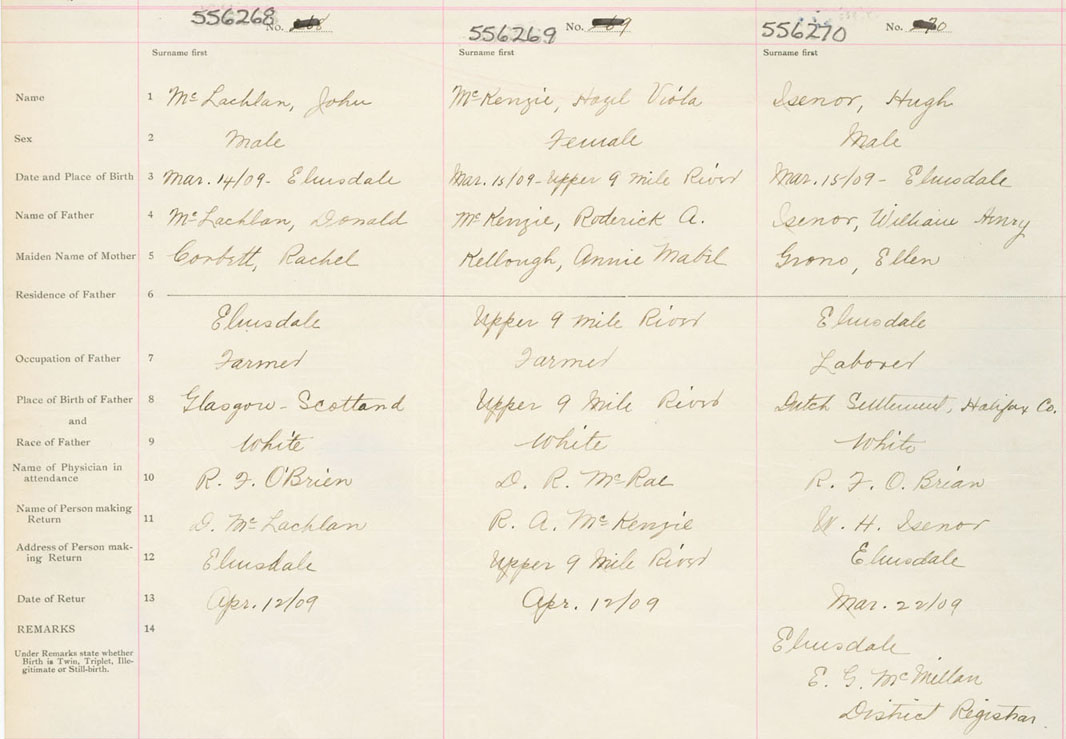 556268 No.
556269 No.
556270 No.
Surname first Surname first Surname first
Name 1 McLachlan, John McKenzie, Hazel Viola Isenor, Hugh
Sex 2 Male Female Male
Date and Place of Birth 3 Mar. 14/09 - Elmsdale Mar. 15/09 - Upper 9 Mile River Mar. 15/09 - Elmsdale
Name of Father 4 McLachlan, Donald McKenzie, Roderick A. Isenor, William Henry
Maiden Name of Mother 5 Corbett, Rachel Kellough, Annie Mabel Grono, Ellen
Residence of Father 6
Elmsdale Upper 9 Mile River Elmsdale
Occupation of Father 7 Farmer Farmer Laborer
Place of Birth of Father 8 Glasgow - Scotland Upper 9 Mile River Dutch Settlement, Halifax Co.
and
Race of Father 9 White White White
Name of Physician in
attendance 10 R. F. O'Brien D. R. McRae R. F. O. Brian
Name of Person making
Return 11 D. McLachlan R. A. McKenzie W. H. Isenor
Address of Person mak-
ing Return 12 Elmsdale Upper 9 Mile River Elmsdale
Date of Retur 13 Apr. 12/09 Apr. 12/09 Mar. 22/09
REMARKS 14
Elmsdale
Under Remarks state whether
Birth is Twin, Triplet, Ille-
gitimate or Still-birth.
E. G. McMillan
District Registrar.